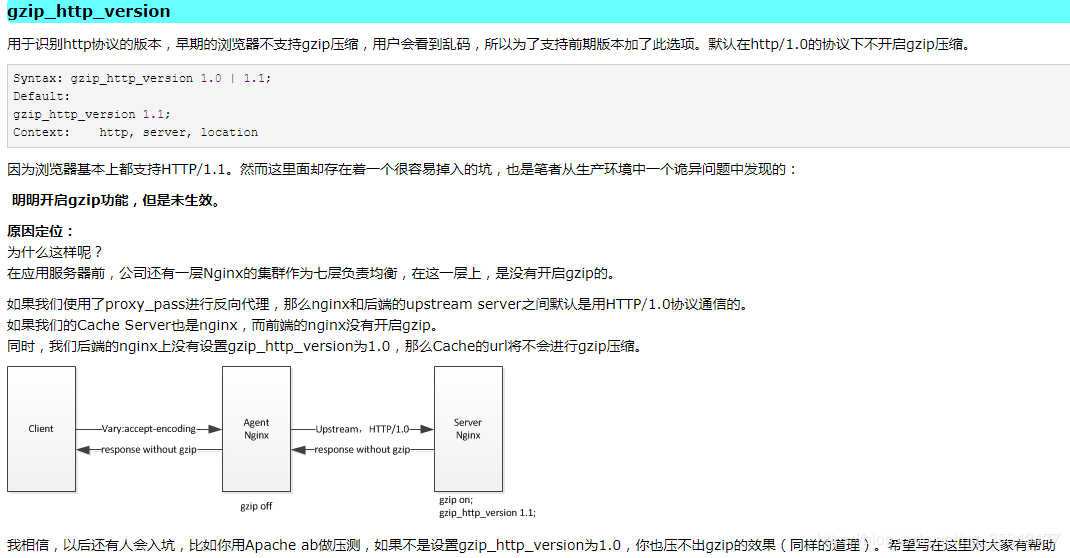 gzip_http_version
用于识别http协议的版本，早期的浏览器不支持gzip压缩，用户会看到乱码，所以为了支持前期版本加了此选项。默认在http/1.0的协议下不开启gzip压缩。
Syntax: gzip_http_version 1.0 | 1.1;
Default:
gzip_http_version 1.1;
Context: http, server, location
因为浏览器基本上都支持HTTP/1.1。然而这里面却存在着一个很容易掉入的坑，也是笔者从生产环境中一个诡异问题中发现的：
明明开启gzip功能，但是未生效。
原因定位：
为什么这样呢？
在应用服务器前，公司还有一层Nginx的集群作为七层负责均衡，在这一层上，是没有开启gzip的。
如果我们使用了proxy_pass进行反向代理，那么nginx和后端的upstream server之间默认是用HTTP/1.0协议通信的。
如果我们的Cache Server也是nginx，而前端的nginx没有开启gzip。
同时，我们后端的nginx上没有设置gzip_http_version为1.0，那么Cache的url将不会进行gzip压缩。
Client
Vary:accept-encoding
response without gzip
Agent
Nginx
gzip off
Upstream，HTTP/1.0
response without gzip
Server
Nginx
gzip on;
gzip_http_version 1.1;
我相信，以后还有人会入坑，比如你用Apache ab做压测，如果不是设置gzip_http_version为1.0，你也压不出gzip的效果（同样的道理）。希望写在这里对大家有帮助